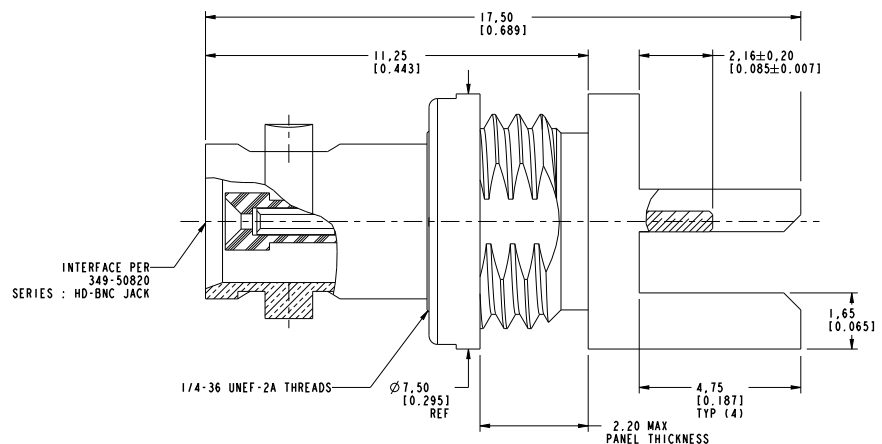 17,50
[0.689]
11,25
[0.443]
2,16±0,20
[0.085±0.007]
INTERFACE PER
349-50820
SERIES : HD-BNC JACK
1,65
[0.065]
1/4-36 UNEF-2A THREADS
Ø7,50
[0.295]
REF
4,75
[0.187]
TYP (4)
2.20 MAX
PANEL THICKNESS